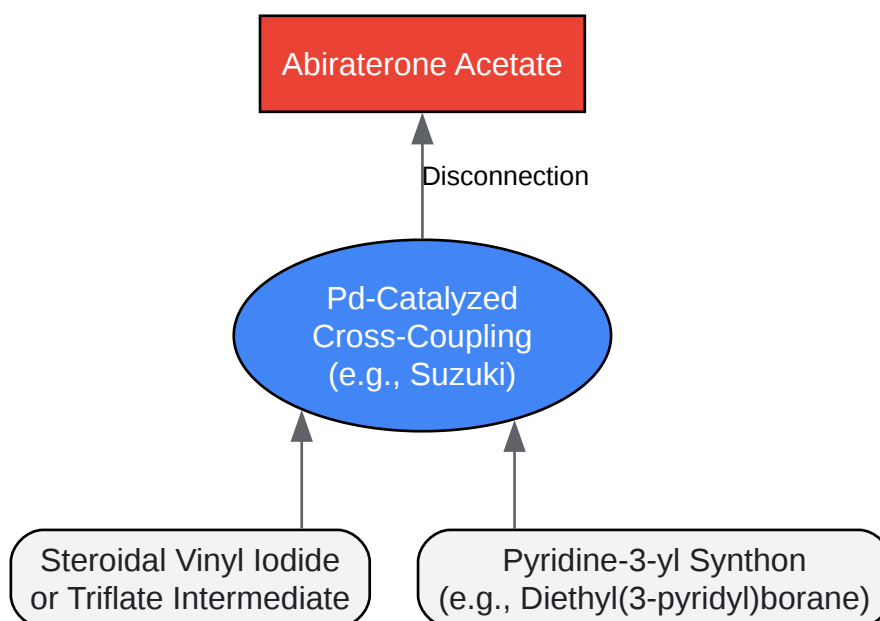 Abiraterone Acetate
Disconnection
Pd-Catalyzed
Cross-Coupling
(e.g., Suzuki)
Steroidal Vinyl Iodide
or Triflate Intermediate
Pyridine-3-yl Synthon
(e.g., Diethyl(3-pyridyl)borane)